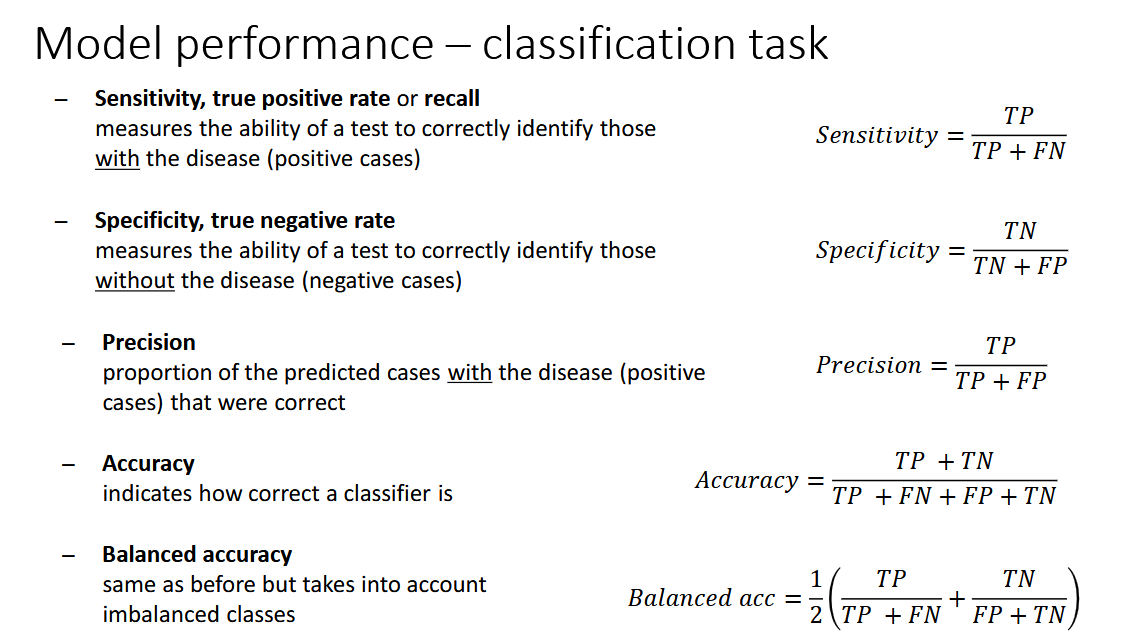 Model performance – classification task
– Sensitivity, true positive rate or recall
measures the ability of a test to correctly identify those
with the disease (positive cases)
Sensitivity = TP / (TP + FN)
– Specificity, true negative rate
measures the ability of a test to correctly identify those
without the disease (negative cases)
Specificity = TN / (TN + FP)
– Precision
proportion of the predicted cases with the disease (positive
cases) that were correct
Precision = TP / (TP + FP)
– Accuracy
indicates how correct a classifier is
Accuracy = (TP + TN) / (TP + FN + FP + TN)
– Balanced accuracy
same as before but takes into account
imbalanced classes
Balanced acc = 1/2 (TP / (TP + FN) + TN / (FP + TN))